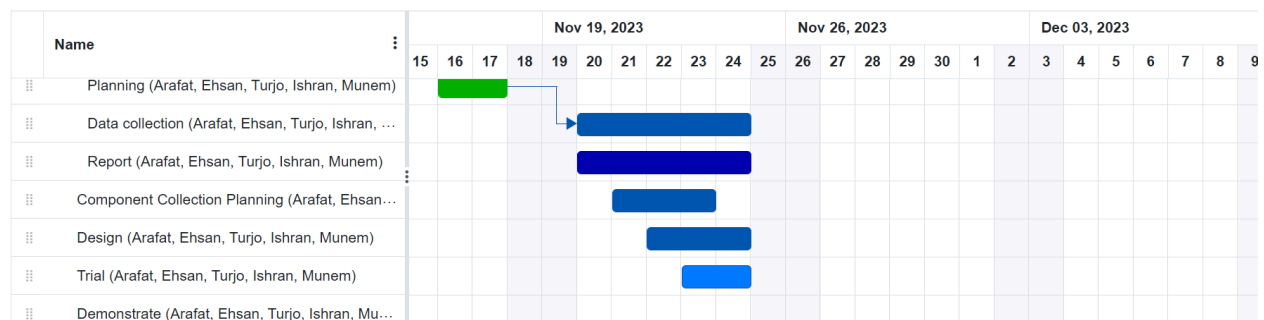 Name
Nov 19, 2023 Nov 26, 2023 Dec 03, 2023
15 16 17 18 19 20 21 22 23 24 25 26 27 28 29 30 1 2 3 4 5 6 7 8 9
Planning (Arafat, Ehsan, Turjo, Ishran, Munem)
Data collection (Arafat, Ehsan, Turjo, Ishran, ...
Report (Arafat, Ehsan, Turjo, Ishran, Munem)
Component Collection Planning (Arafat, Ehsan...
Design (Arafat, Ehsan, Turjo, Ishran, Munem)
Trial (Arafat, Ehsan, Turjo, Ishran, Munem)
Demonstrate (Arafat, Ehsan, Turjo, Ishran, Mu...